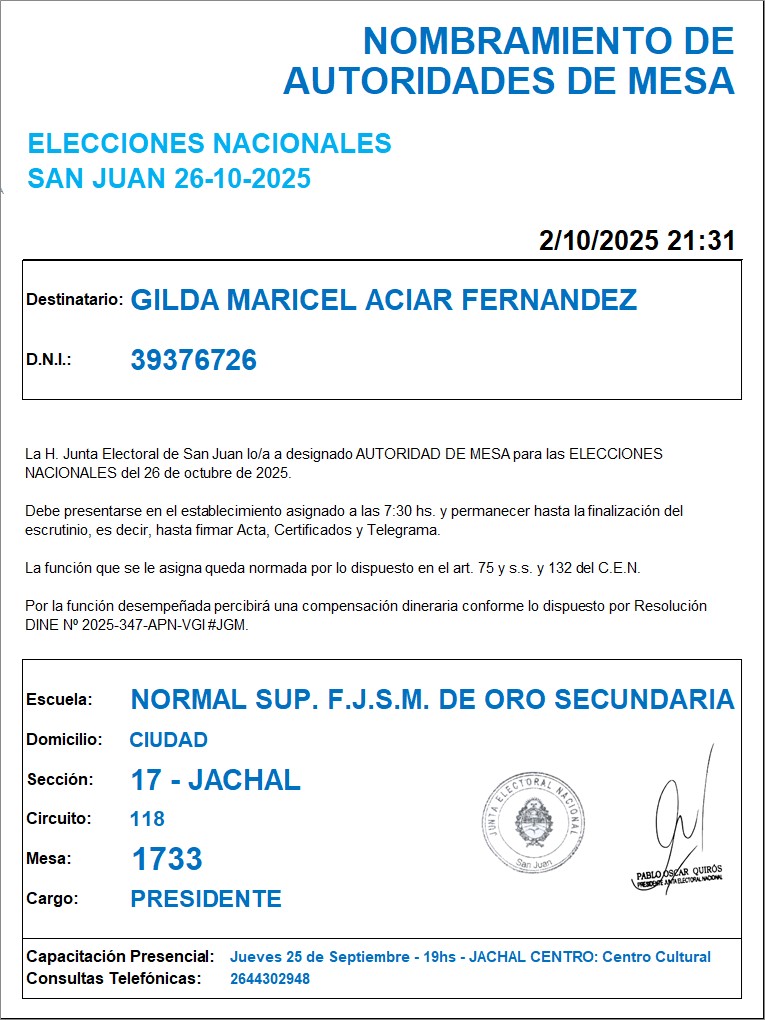 NOMBRAMIENTO DE
AUTORIDADES DE MESA
ELECCIONES NACIONALES
SAN JUAN 26-10-2025
2/10/2025 21:31
Destinatario: GILDA MARICEL ACIAR FERNANDEZ
D.N.I.: 39376726
La H. Junta Electoral de San Juan lo/a a designado AUTORIDAD DE MESA para las ELECCIONES
NACIONALES del 26 de octubre de 2025.
Debe presentarse en el establecimiento asignado a las 7:30 hs. y permanecer hasta la finalización del
escrutinio, es decir, hasta firmar Acta, Certificados y Telegrama.
La función que se le asigna queda normada por lo dispuesto en el art. 75 y s.s. y 132 del C.E.N.
Por la función desempeñada percibirá una compensación dineraria conforme lo dispuesto por Resolución
DINE Nº 2025-347-APN-VGI#JGM.
Escuela: NORMAL SUP. F.J.S.M. DE ORO SECUNDARIA
Domicilio: CIUDAD
Sección: 17 - JACHAL
Circuito: 118
Mesa: 1733
Cargo: PRESIDENTE
JUNTA ELECTORAL NACIONAL
San Juan
PABLO OSCAR QUIRÓS
PRESIDENTE JUNTA ELECTORAL NACIONAL
Capacitación Presencial: Jueves 25 de Septiembre - 19hs - JACHAL CENTRO: Centro Cultural
Consultas Telefónicas: 2644302948